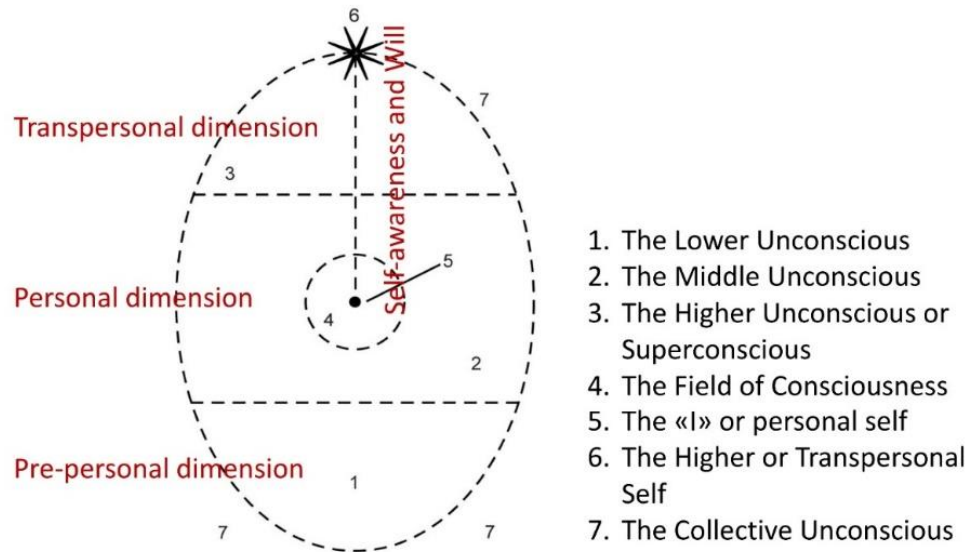 6
Self-awareness and Will
7
Transpersonal dimension
3
5
Personal dimension
4
2
Pre-personal dimension
1
7
7
1. The Lower Unconscious
2. The Middle Unconscious
3. The Higher Unconscious or
Superconscious
4. The Field of Consciousness
5. The «I» or personal self
6. The Higher or Transpersonal
Self
7. The Collective Unconscious